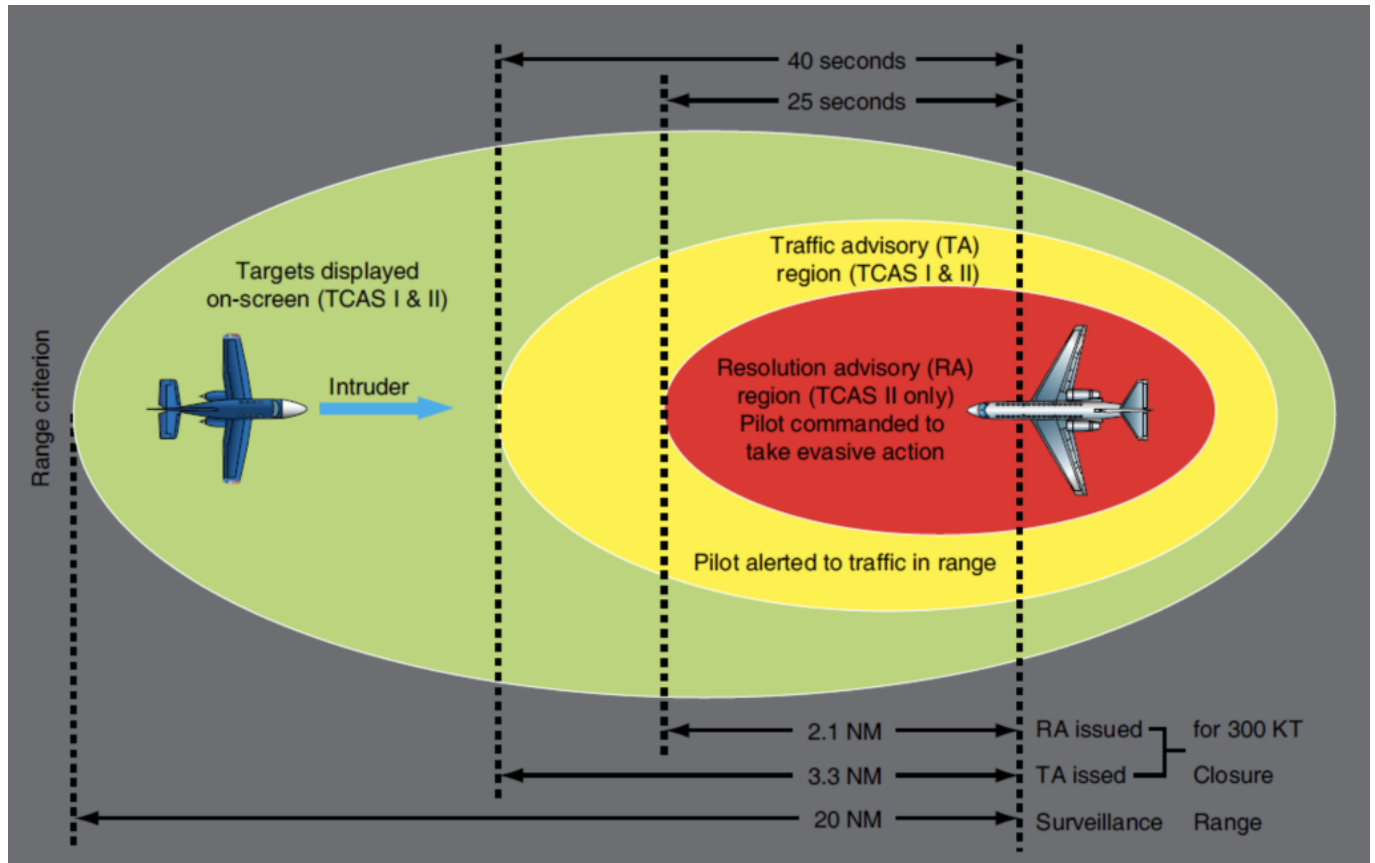 40 seconds
25 seconds
Traffic advisory (TA)
region (TCAS I & II)
Targets displayed
on-screen (TCAS I & II)
Range criterion
Intruder
Resolution advisory (RA)
region (TCAS II only)
Pilot commanded to
take evasive action
Pilot alerted to traffic in range
2.1 NM RA issued for 300 KT
3.3 NM TA issed Closure
20 NM Surveillance Range